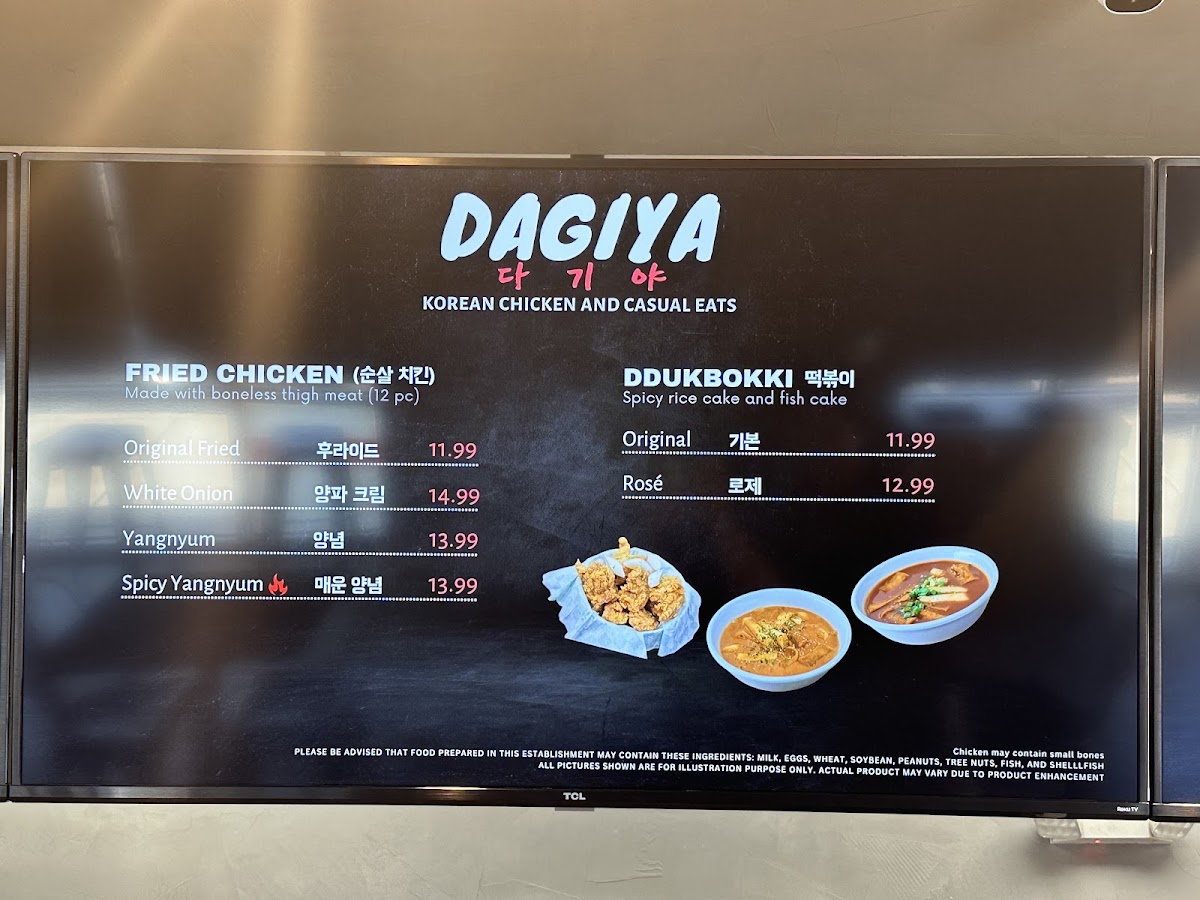 DAGIYA
다 기 야
KOREAN CHICKEN AND CASUAL EATS
FRIED CHICKEN (순살 치킨)
Made with boneless thigh meat (12 pc)
Original Fried 후라이드 11.99
White Onion 양파 크림 14.99
Yangnyum 양념 13.99
Spicy Yangnyum 매운 양념 13.99
DDUKBOKKI 떡볶이
Spicy rice cake and fish cake
Original 기본 11.99
Rosé 로제 12.99
Chicken may contain small bones
PLEASE BE ADVISED THAT FOOD PREPARED IN THIS ESTABLISHMENT MAY CONTAIN THESE INGREDIENTS: MILK, EGGS, WHEAT, SOYBEAN, PEANUTS, TREE NUTS, FISH, AND SHELLLFISH
ALL PICTURES SHOWN ARE FOR ILLUSTRATION PURPOSE ONLY. ACTUAL PRODUCT MAY VARY DUE TO PRODUCT ENHANCEMENT
TCL
Roku TV